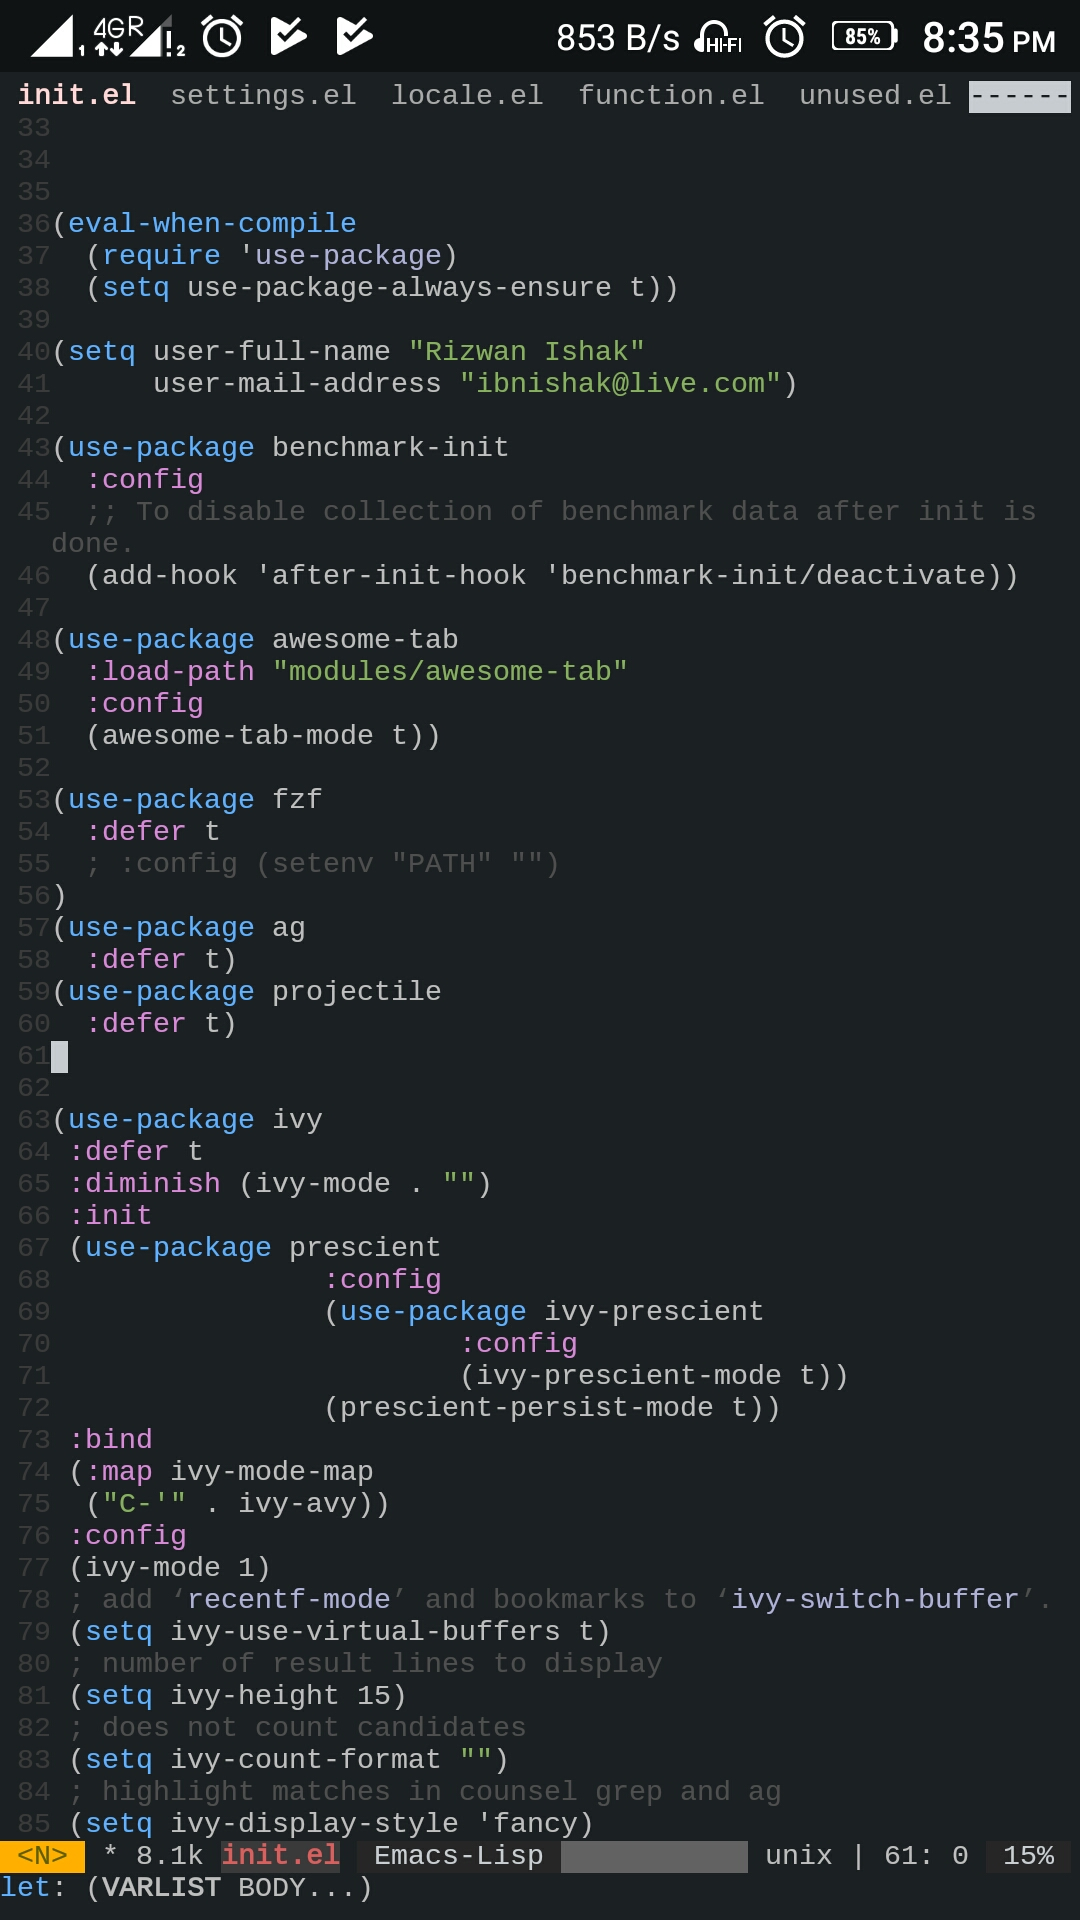 1 4G R ! 2 853 B/s HI-FI 85% 8:35 PM
init.el settings.el locale.el function.el unused.el ------
33
34
35
36(eval-when-compile
37  (require 'use-package)
38  (setq use-package-always-ensure t))
39
40(setq user-full-name "Rizwan Ishak"
41      user-mail-address "ibnishak@live.com")
42
43(use-package benchmark-init
44  :config
45  ;; To disable collection of benchmark data after init is
done.
46  (add-hook 'after-init-hook 'benchmark-init/deactivate))
47
48(use-package awesome-tab
49  :load-path "modules/awesome-tab"
50  :config
51  (awesome-tab-mode t))
52
53(use-package fzf
54  :defer t
55  ; :config (setenv "PATH" "")
56)
57(use-package ag
58  :defer t)
59(use-package projectile
60  :defer t)
61
62
63(use-package ivy
64 :defer t
65 :diminish (ivy-mode . "")
66 :init
67 (use-package prescient
68                :config
69                (use-package ivy-prescient
70                        :config
71                        (ivy-prescient-mode t))
72                (prescient-persist-mode t))
73 :bind
74 (:map ivy-mode-map
75  ("C-'" . ivy-avy))
76 :config
77 (ivy-mode 1)
78 ; add ‘recentf-mode’ and bookmarks to ‘ivy-switch-buffer’.
79 (setq ivy-use-virtual-buffers t)
80 ; number of result lines to display
81 (setq ivy-height 15)
82 ; does not count candidates
83 (setq ivy-count-format "")
84 ; highlight matches in counsel grep and ag
85 (setq ivy-display-style 'fancy)
<N> * 8.1k init.el Emacs-Lisp unix | 61: 0 15%
let: (VARLIST BODY...)